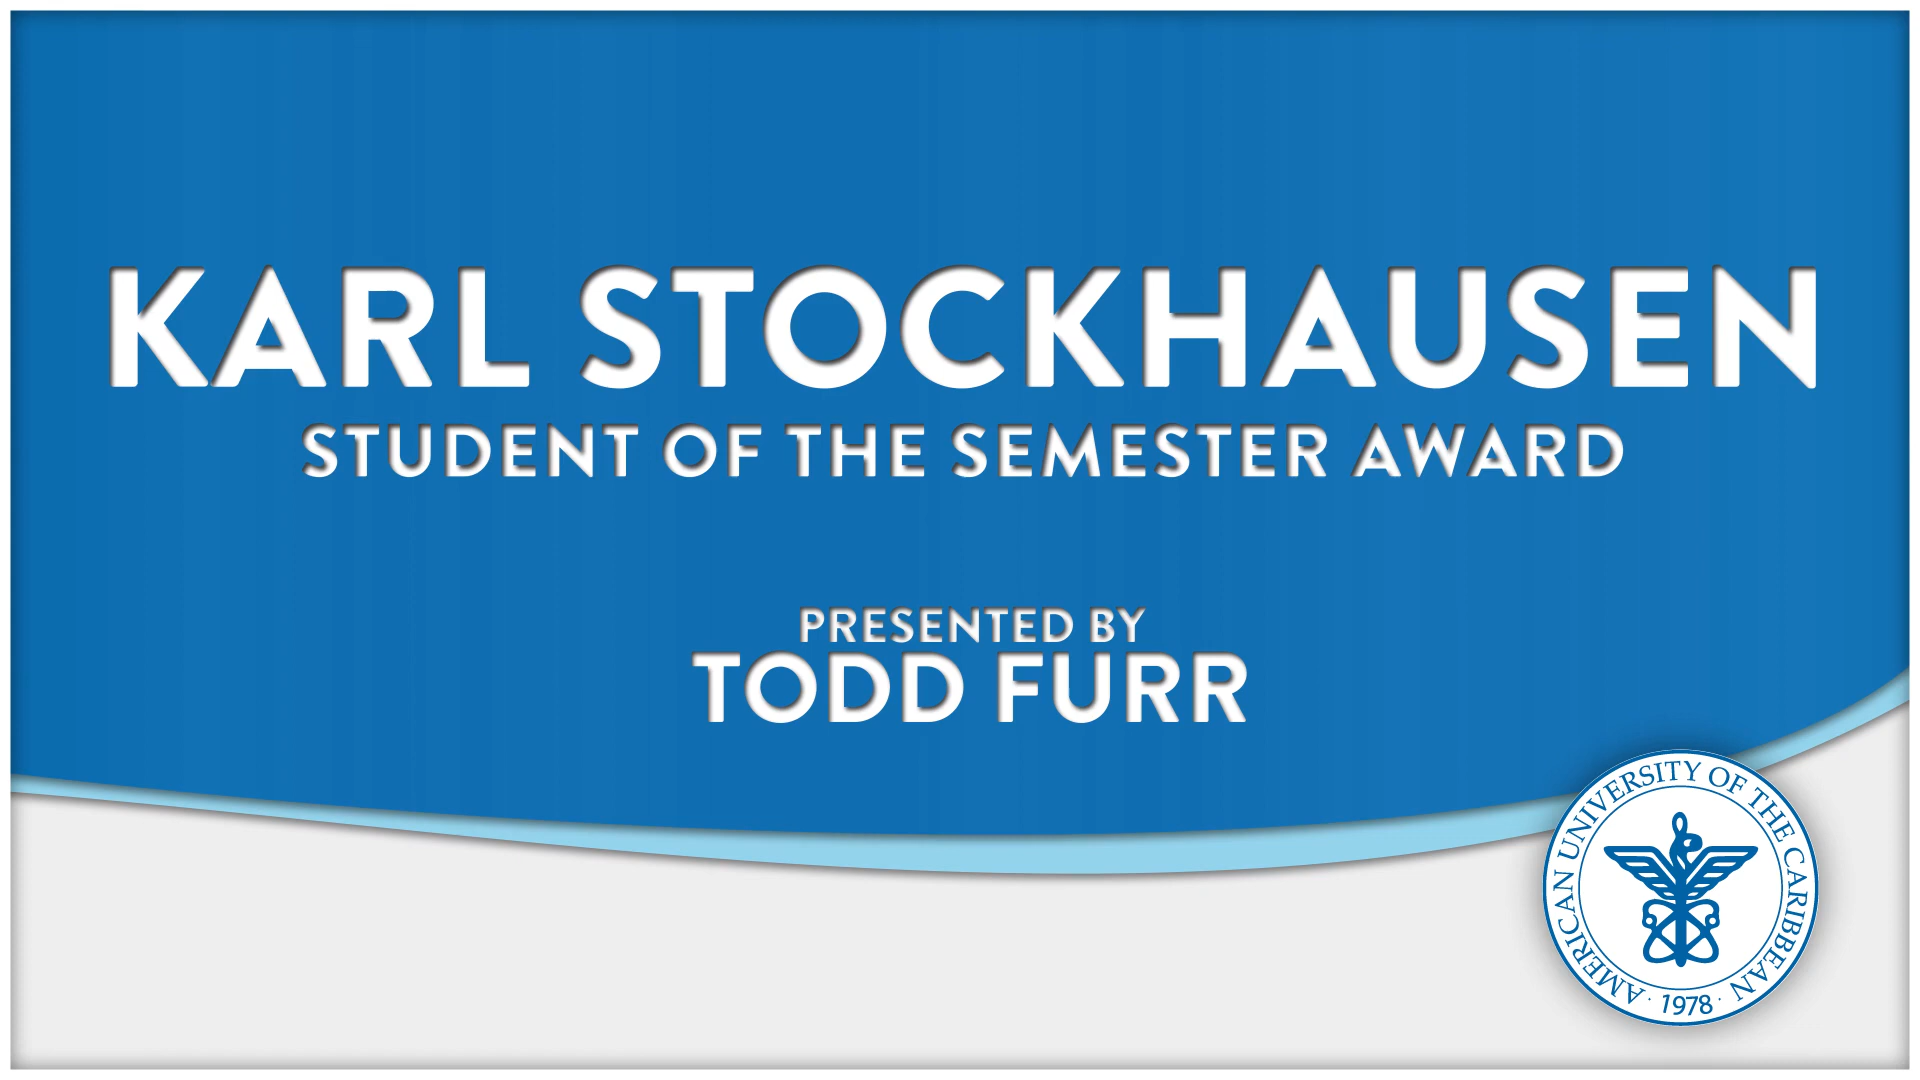 KARL STOCKHAUSEN
STUDENT OF THE SEMESTER AWARD
PRESENTED BY
TODD FURR
AMERICAN UNIVERSITY OF THE CARIBBEAN
· 1978 ·